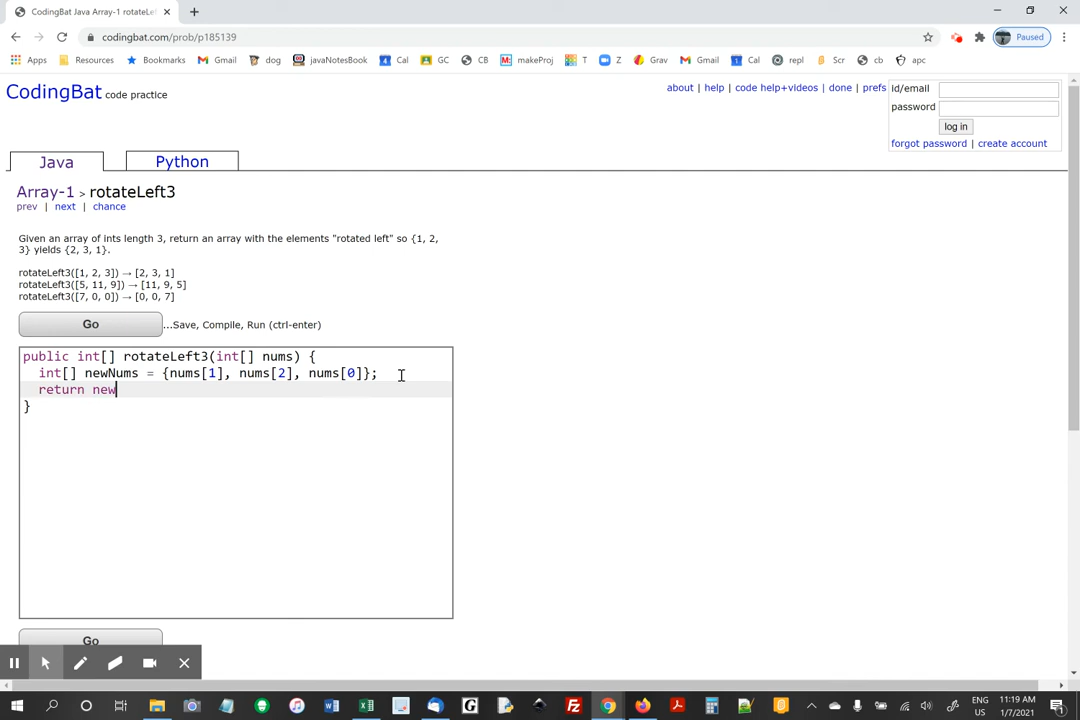 CodingBat Java Array-1 rotateLeft
codingbat.com/prob/p185139
Paused
Apps Resources Bookmarks Gmail dog javaNotebook Cal GC CB makeProj T Z Grav Gmail Cal repl Scr cb apc
CodingBat code practice
about | help | code help+videos | done | prefs
id/email
password
log in
forgot password | create account
Java Python
Array-1 > rotateLeft3
prev | next | chance
Given an array of ints length 3, return an array with the elements "rotated left" so {1, 2,
3} yields {2, 3, 1}.
rotateLeft3([1, 2, 3]) → [2, 3, 1]
rotateLeft3([5, 11, 9]) → [11, 9, 5]
rotateLeft3([7, 0, 0]) → [0, 0, 7]
Go ...Save, Compile, Run (ctrl-enter)
public int[] rotateLeft3(int[] nums) {
int[] newNums = {nums[1], nums[2], nums[0]};
return new
}
Go
ENG
US
11:19 AM
1/7/2021